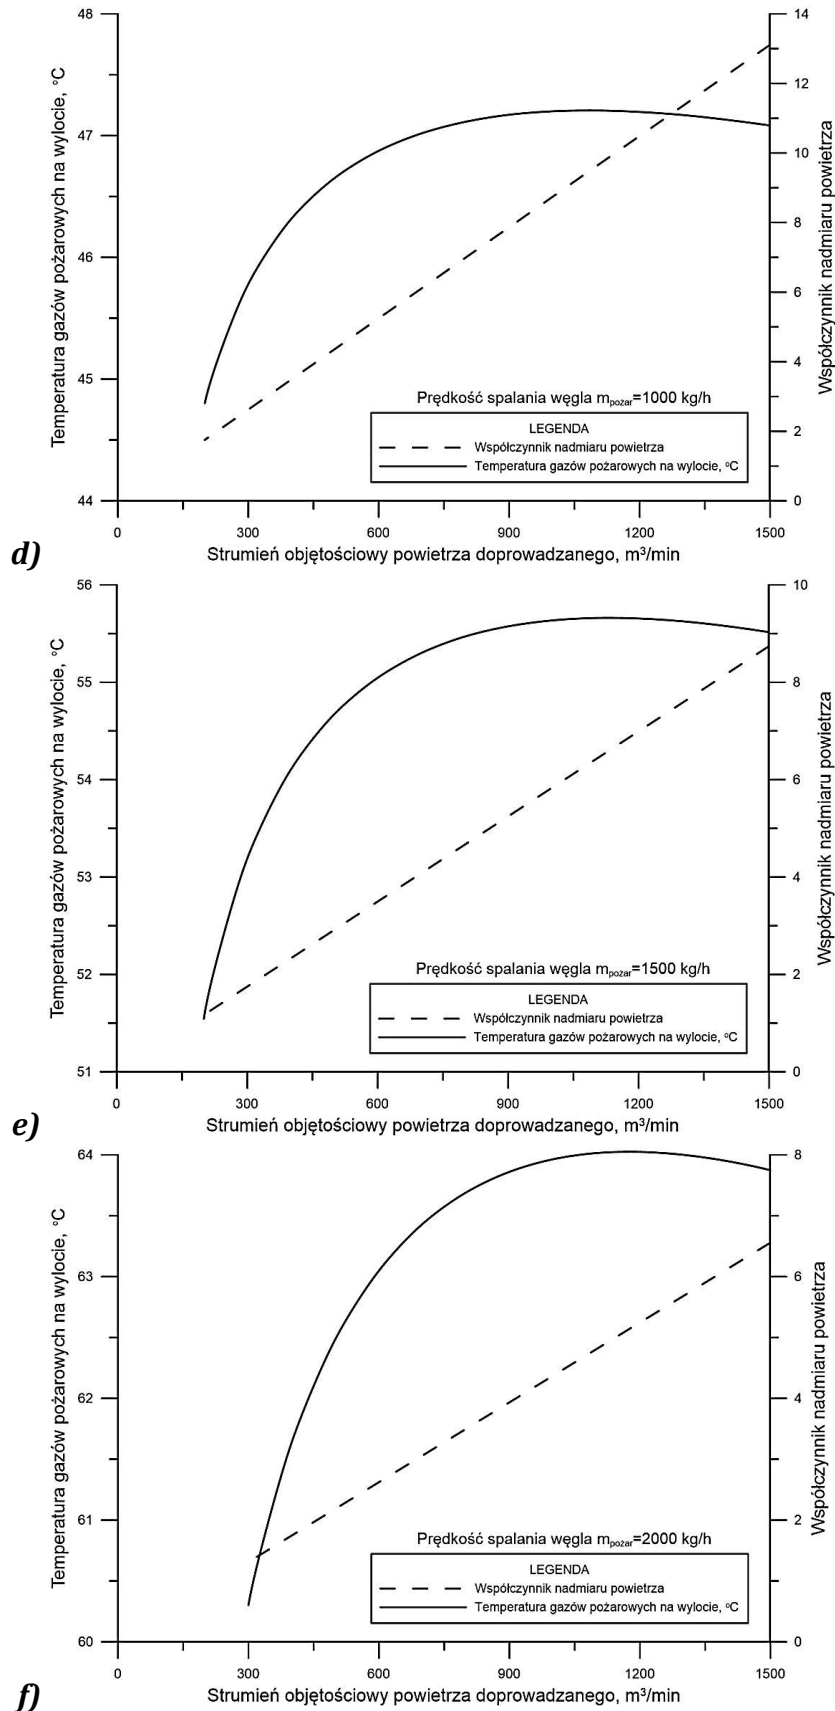 48
47
46
45
44
Temperatura gazów pożarowych na wylocie, °C
14
12
10
8
6
4
2
0
Współczynnik nadmiaru powietrza
Prędkość spalania węgla mpożar=1000 kg/h
LEGENDA
Współczynnik nadmiaru powietrza
Temperatura gazów pożarowych na wylocie, °C
0 300 600 900 1200 1500
Strumień objętościowy powietrza doprowadzanego, m³/min
d)
56
55
54
53
52
51
Temperatura gazów pożarowych na wylocie, °C
10
8
6
4
2
0
Współczynnik nadmiaru powietrza
Prędkość spalania węgla mpożar=1500 kg/h
LEGENDA
Współczynnik nadmiaru powietrza
Temperatura gazów pożarowych na wylocie, °C
0 300 600 900 1200 1500
Strumień objętościowy powietrza doprowadzanego, m³/min
e)
64
63
62
61
60
Temperatura gazów pożarowych na wylocie, °C
8
6
4
2
0
Współczynnik nadmiaru powietrza
Prędkość spalania węgla mpożar=2000 kg/h
LEGENDA
Współczynnik nadmiaru powietrza
Temperatura gazów pożarowych na wylocie, °C
0 300 600 900 1200 1500
Strumień objętościowy powietrza doprowadzanego, m³/min
f)